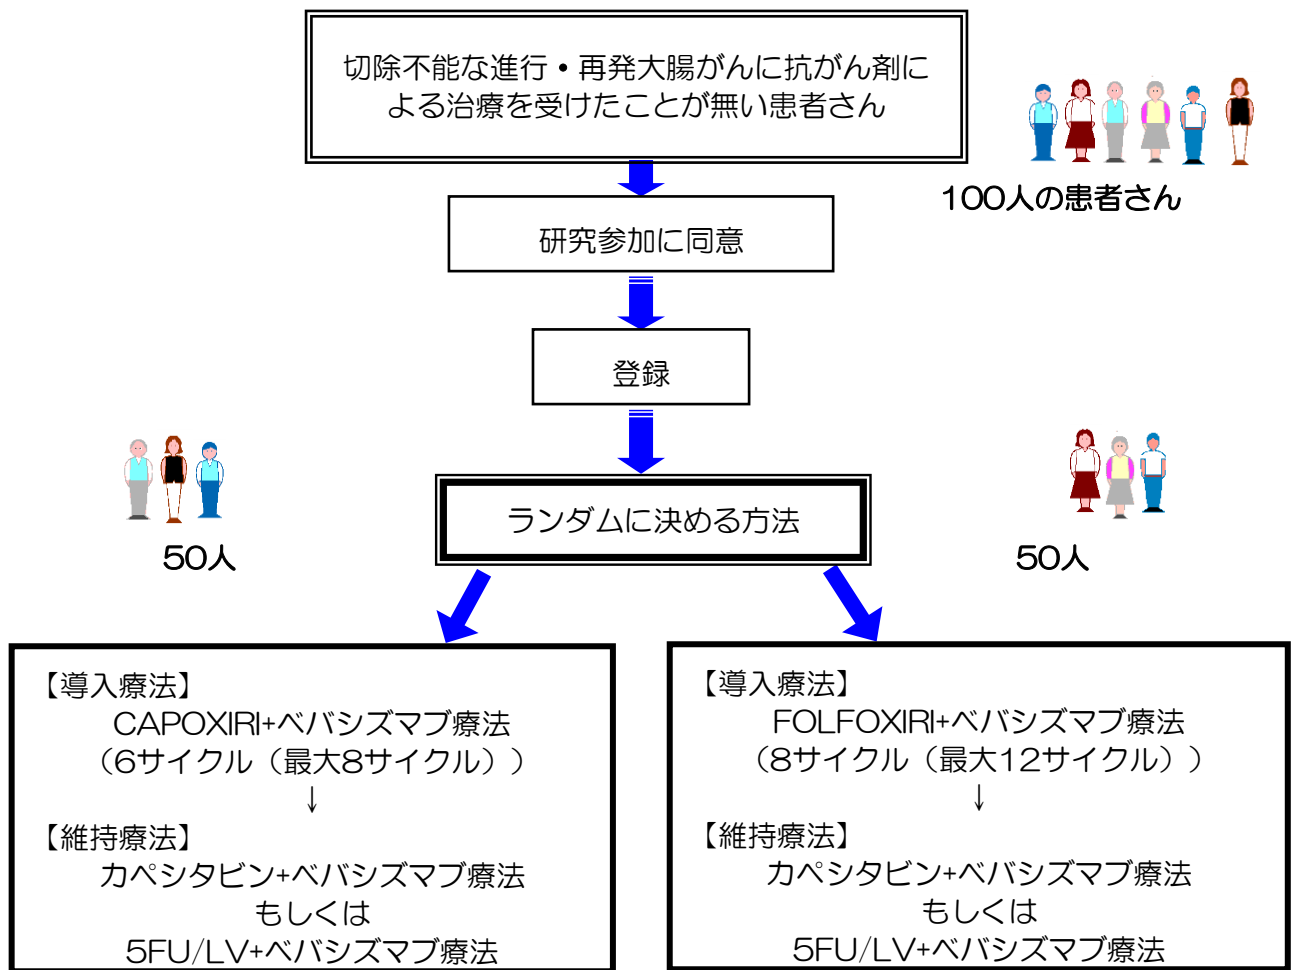 切除不能な進行・再発大腸がんに抗がん剤に
よる治療を受けたことが無い患者さん
100人の患者さん
研究参加に同意
登録
ランダムに決める方法
50人
50人
【導入療法】
CAPOXIRI+ベバシズマブ療法
（6サイクル（最大8サイクル））
↓
【維持療法】
カペシタビン+ベバシズマブ療法
もしくは
5FU/LV+ベバシズマブ療法
【導入療法】
FOLFOXIRI+ベバシズマブ療法
（8サイクル（最大12サイクル））
↓
【維持療法】
カペシタビン+ベバシズマブ療法
もしくは
5FU/LV+ベバシズマブ療法